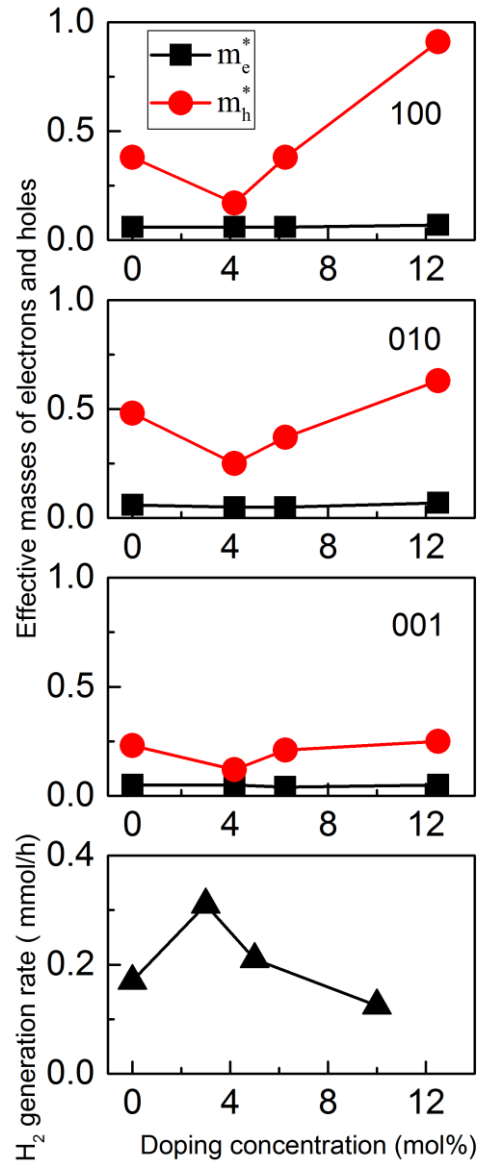 Effective masses of electrons and holes
1.0
0.5
0.0
m*e
m*h
100
0 4 8 12
1.0
0.5
0.0
010
0 4 8 12
1.0
0.5
0.0
001
0 4 8 12
H2 generation rate ( mmol/h)
0.4
0.2
0.0
0 4 8 12
Doping concentration (mol%)